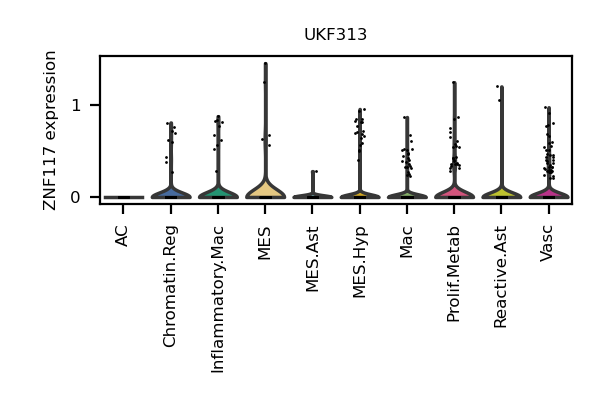 UKF313
ZNF117 expression
1
0
AC
Chromatin.Reg
Inflammatory.Mac
MES
MES.Ast
MES.Hyp
Mac
Prolif.Metab
Reactive.Ast
Vasc